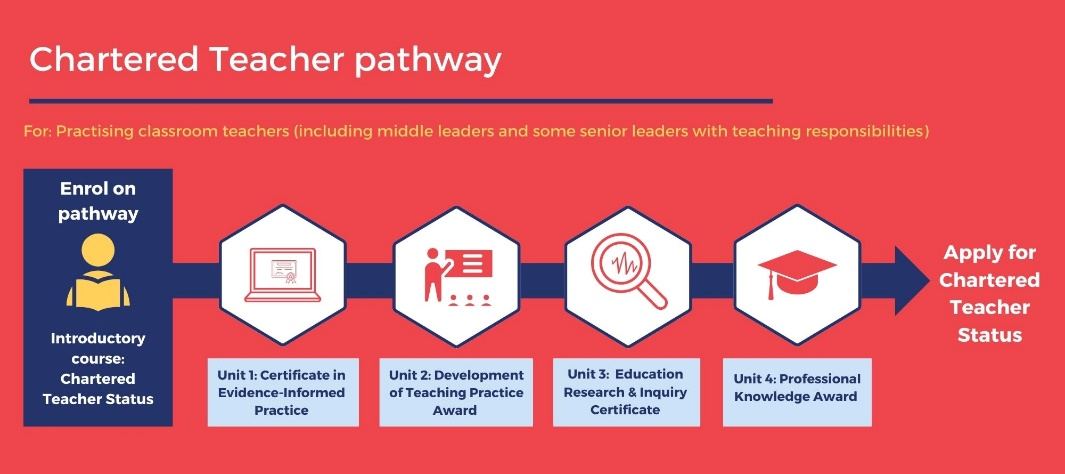 Chartered Teacher pathway
For: Practising classroom teachers (including middle leaders and some senior leaders with teaching responsibilities)
Enrol on
pathway
Introductory
course:
Chartered
Teacher Status
Unit 1: Certificate in
Evidence-Informed
Practice
Unit 2: Development
of Teaching Practice
Award
Unit 3:  Education
Research & Inquiry
Certificate
Unit 4: Professional
Knowledge Award
Apply for
Chartered
Teacher
Status